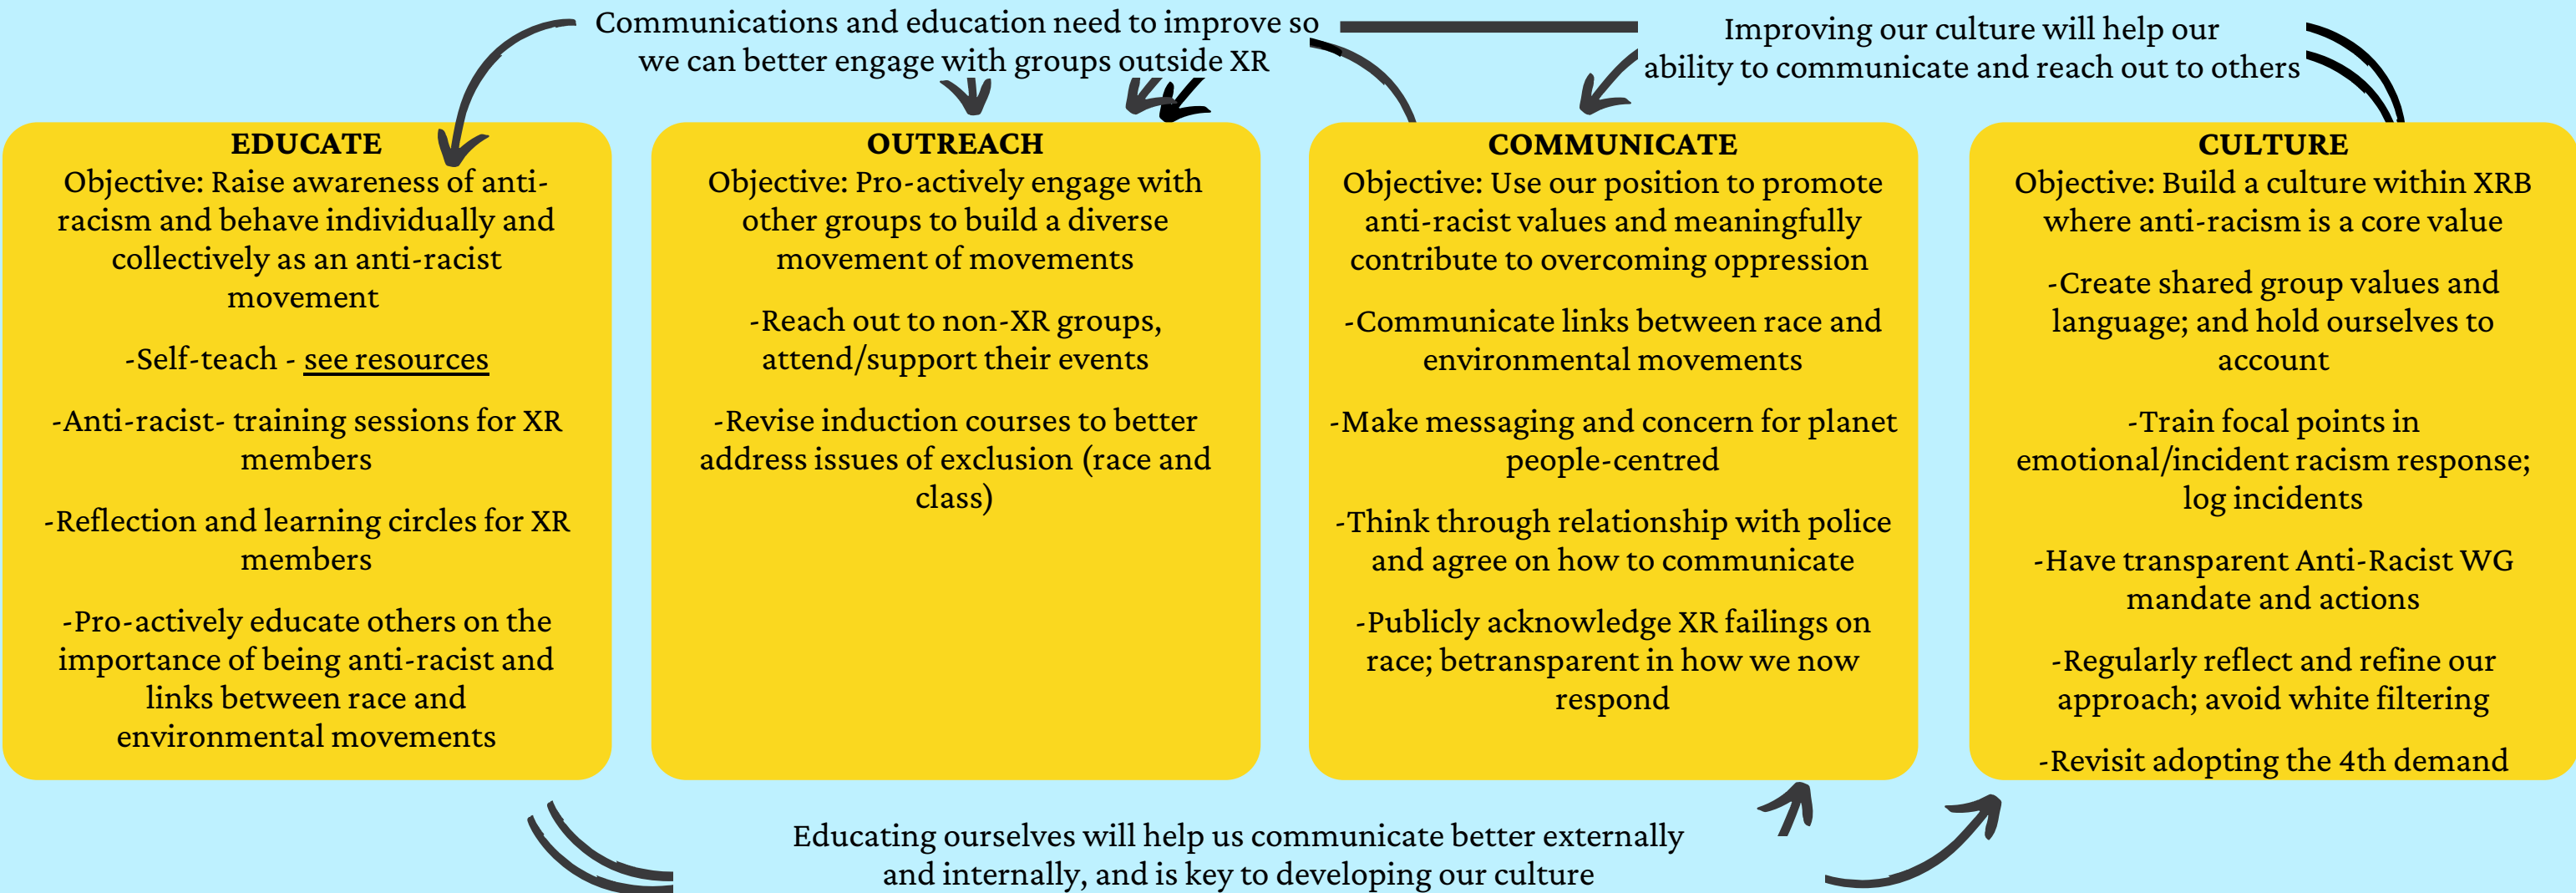 Communications and education need to improve so
we can better engage with groups outside XR
Improving our culture will help our
ability to communicate and reach out to others
EDUCATE
Objective: Raise awareness of anti-
racism and behave individually and
collectively as an anti-racist
movement
-Self-teach - see resources
-Anti-racist- training sessions for XR
members
-Reflection and learning circles for XR
members
-Pro-actively educate others on the
importance of being anti-racist and
links between race and
environmental movements
OUTREACH
Objective: Pro-actively engage with
other groups to build a diverse
movement of movements
-Reach out to non-XR groups,
attend/support their events
-Revise induction courses to better
address issues of exclusion (race and
class)
COMMUNICATE
Objective: Use our position to promote
anti-racist values and meaningfully
contribute to overcoming oppression
-Communicate links between race and
environmental movements
-Make messaging and concern for planet
people-centred
-Think through relationship with police
and agree on how to communicate
-Publicly acknowledge XR failings on
race; betransparent in how we now
respond
CULTURE
Objective: Build a culture within XRB
where anti-racism is a core value
-Create shared group values and
language; and hold ourselves to
account
-Train focal points in
emotional/incident racism response;
log incidents
-Have transparent Anti-Racist WG
mandate and actions
-Regularly reflect and refine our
approach; avoid white filtering
-Revisit adopting the 4th demand
Educating ourselves will help us communicate better externally
and internally, and is key to developing our culture